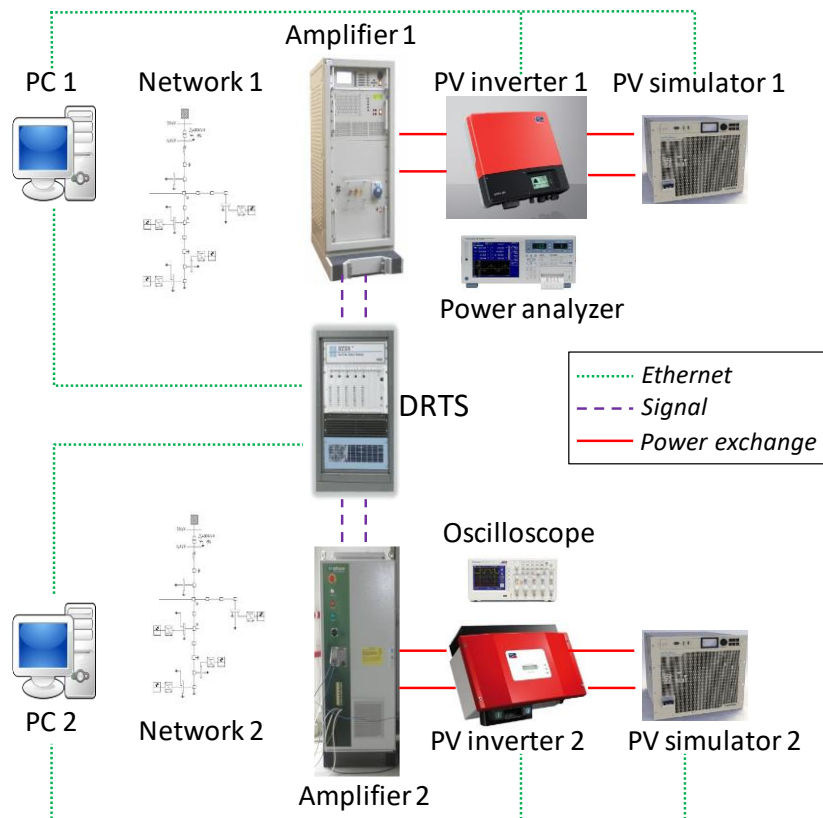 Amplifier 1
PC 1
Network 1
PV inverter 1
PV simulator 1
Power analyzer
DRTS
Ethernet
Signal
Power exchange
Oscilloscope
PC 2
Network 2
PV inverter 2
PV simulator 2
Amplifier 2